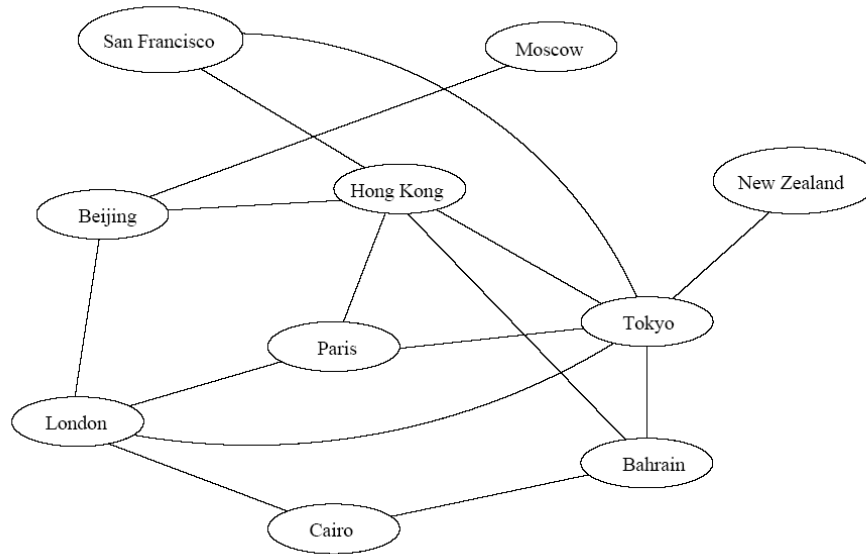 San Francisco
Moscow
Hong Kong
New Zealand
Beijing
Tokyo
Paris
London
Bahrain
Cairo